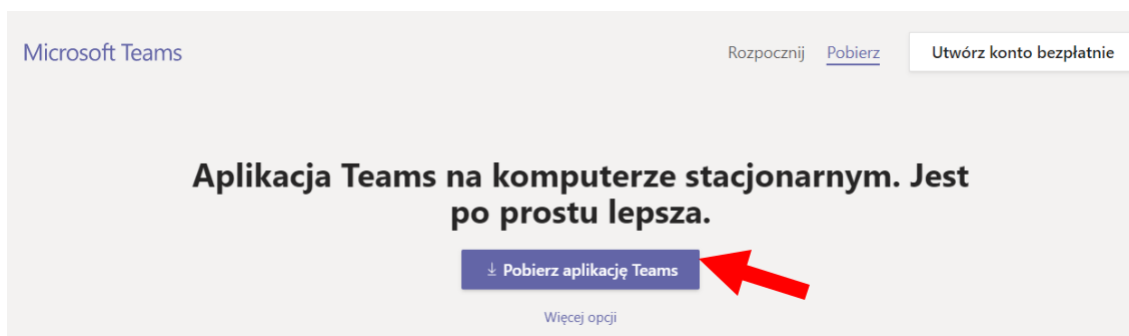 Microsoft Teams
Rozpocznij Pobierz Utwórz konto bezpłatnie
Aplikacja Teams na komputerze stacjonarnym. Jest
po prostu lepsza.
Pobierz aplikację Teams
Więcej opcji